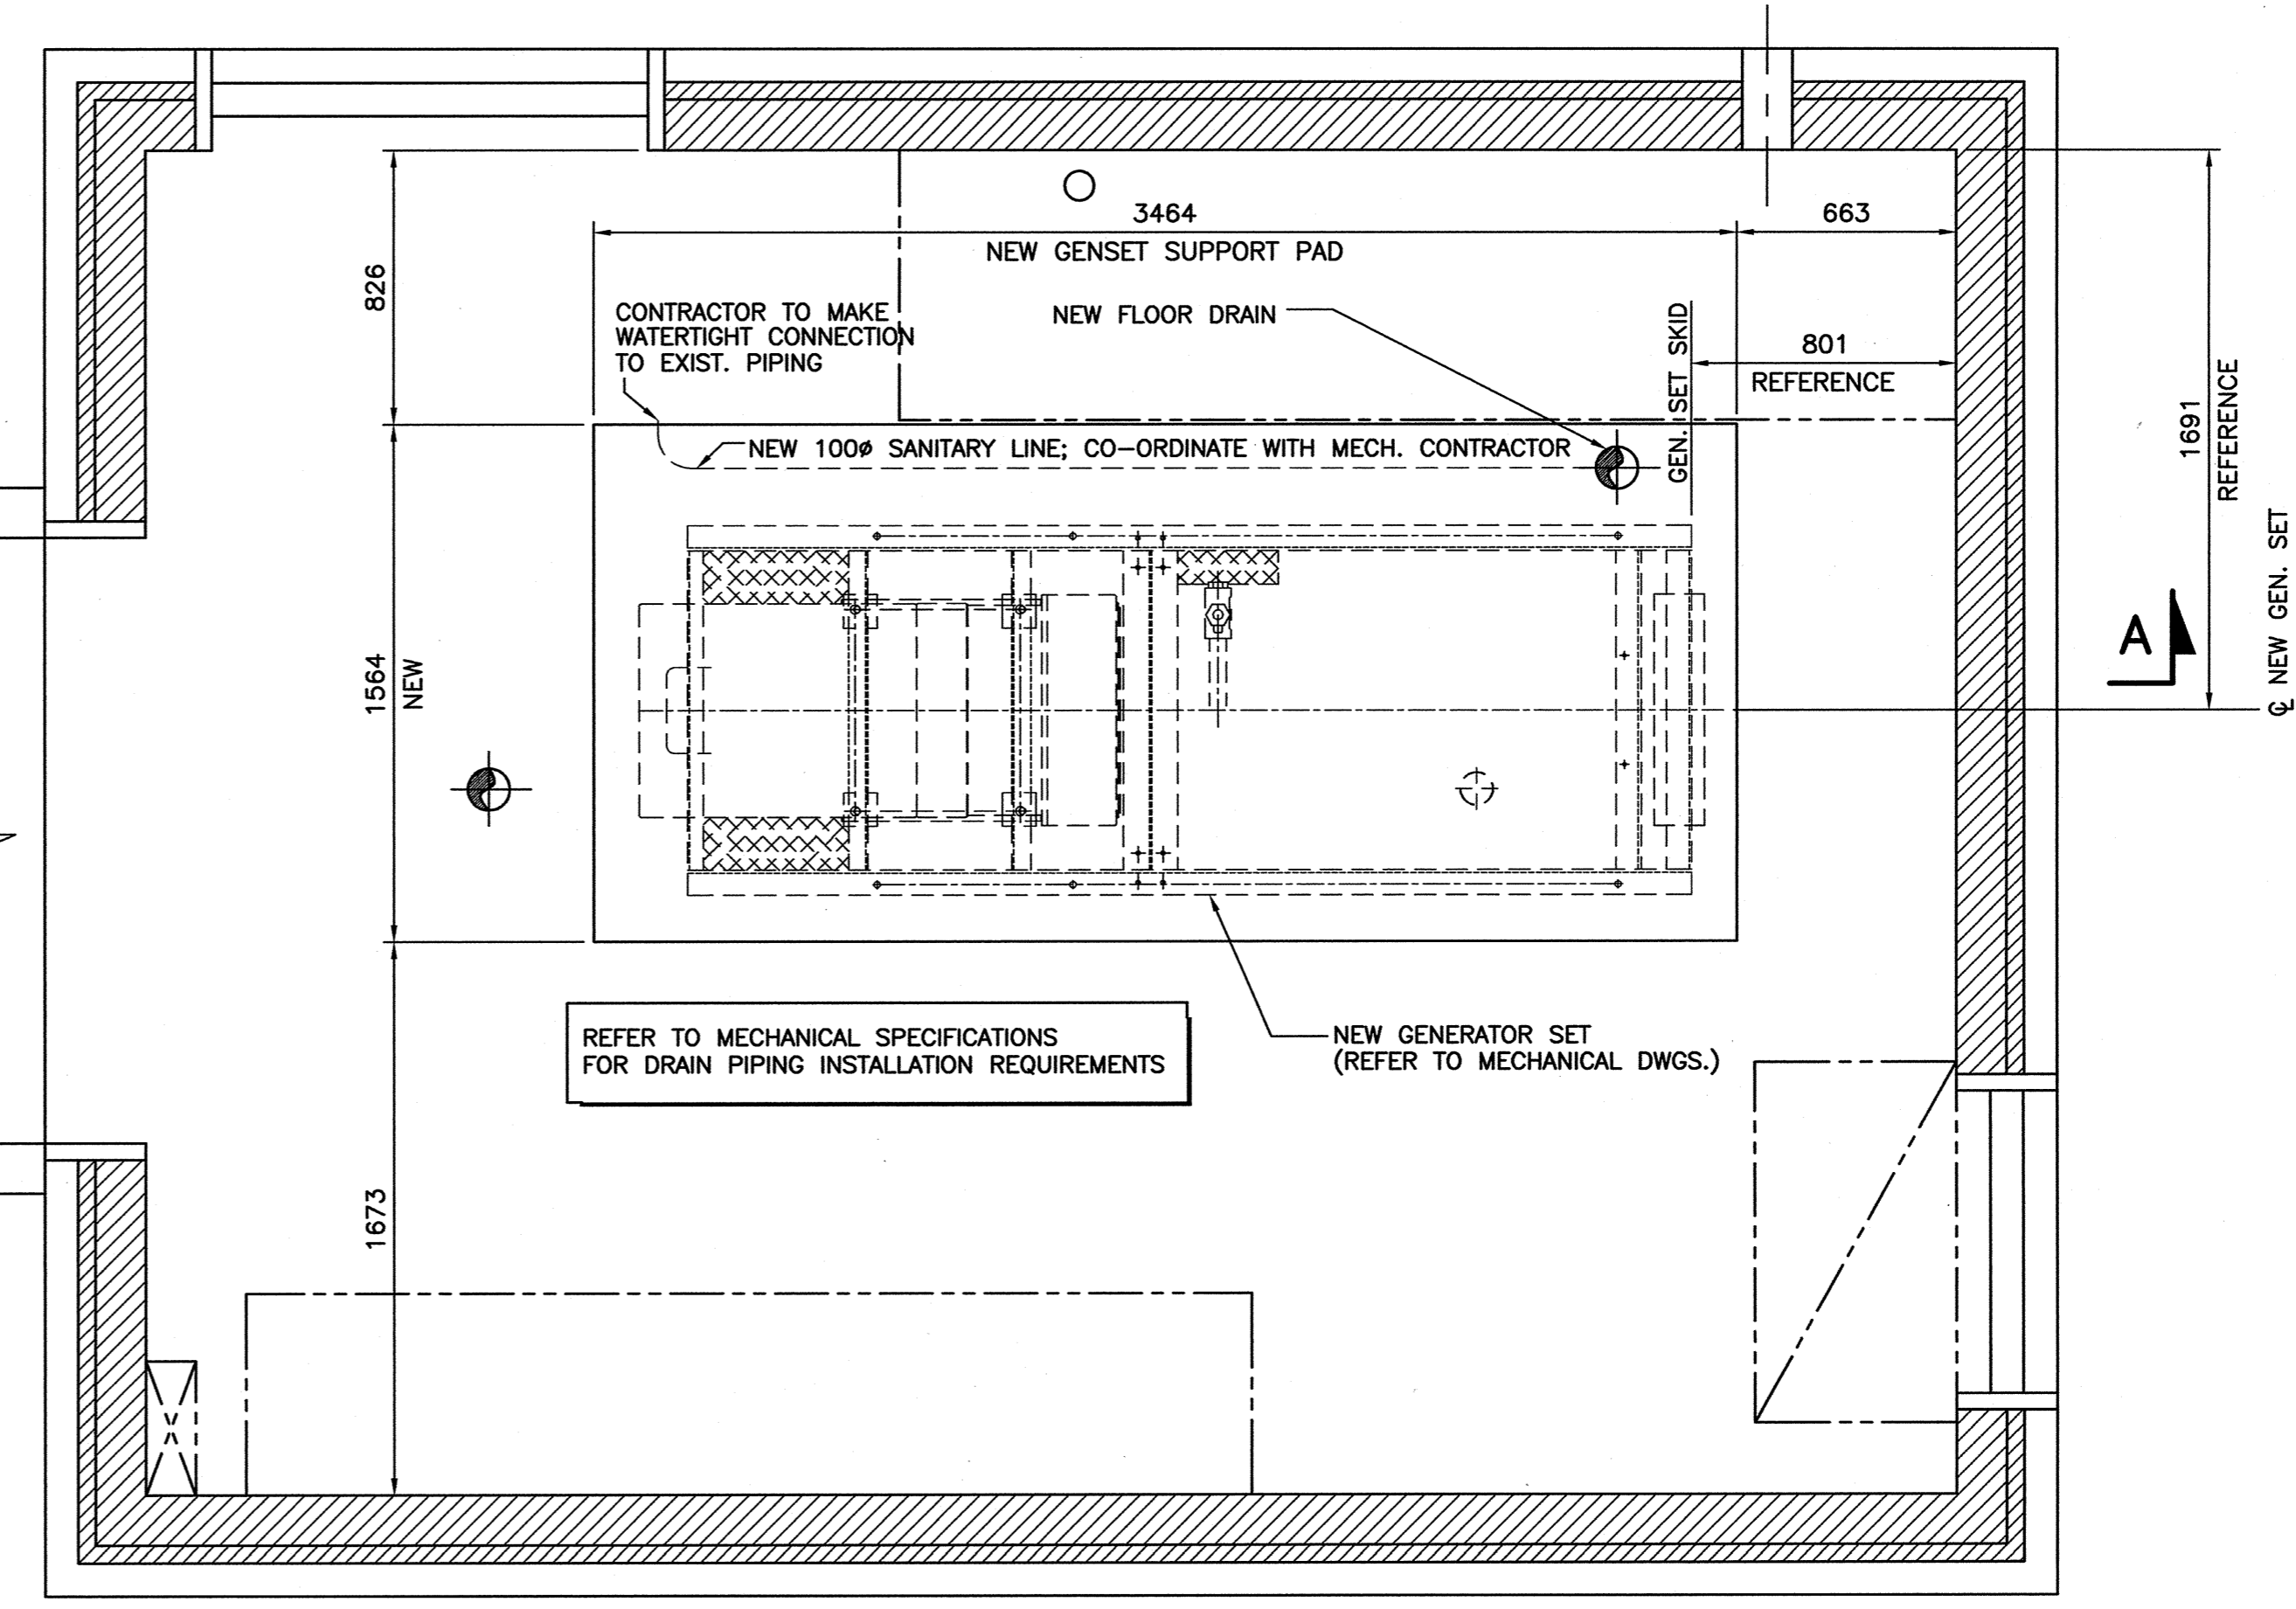 3464
NEW GENSET SUPPORT PAD
663
826
CONTRACTOR TO MAKE
WATERTIGHT CONNECTION
TO EXIST. PIPING
NEW FLOOR DRAIN
GEN. SET SKID
801
REFERENCE
1691
REFERENCE
NEW 100ø SANITARY LINE; CO-ORDINATE WITH MECH. CONTRACTOR
℄ NEW GEN. SET
A
1564
NEW
REFER TO MECHANICAL SPECIFICATIONS
FOR DRAIN PIPING INSTALLATION REQUIREMENTS
NEW GENERATOR SET
(REFER TO MECHANICAL DWGS.)
1673